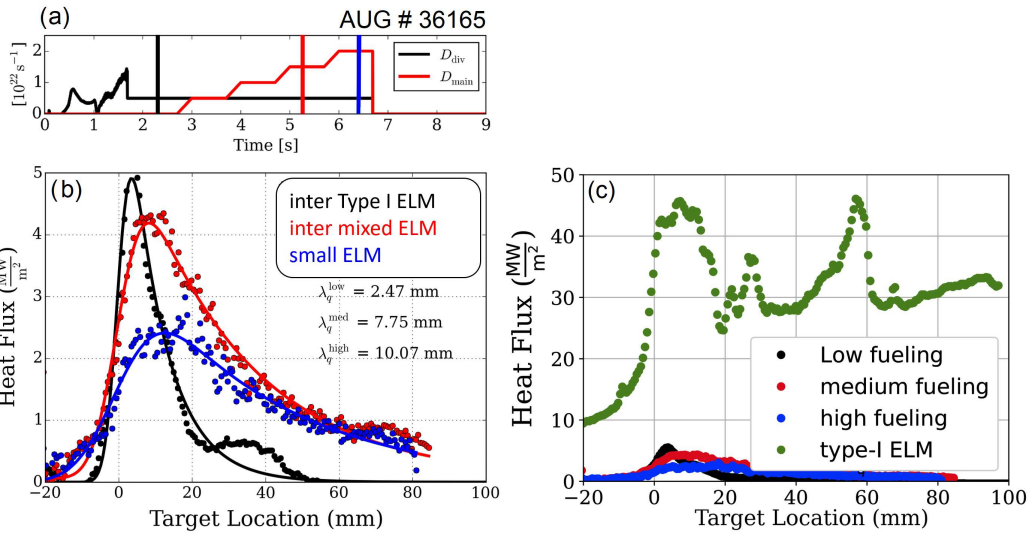 (a)
AUG # 36165
[10²² s⁻¹]
2
1
0
D_div
D_main
0 1 2 3 4 5 6 7 8 9
Time [s]
(b)
Heat Flux (MW/m²)
5
4
3
2
1
0
inter Type I ELM
inter mixed ELM
small ELM
λ_q^low = 2.47 mm
λ_q^med = 7.75 mm
λ_q^high = 10.07 mm
−20 0 20 40 60 80 100
Target Location (mm)
(c)
Heat Flux (MW/m²)
50
40
30
20
10
0
Low fueling
medium fueling
high fueling
type-I ELM
−20 0 20 40 60 80 100
Target Location (mm)